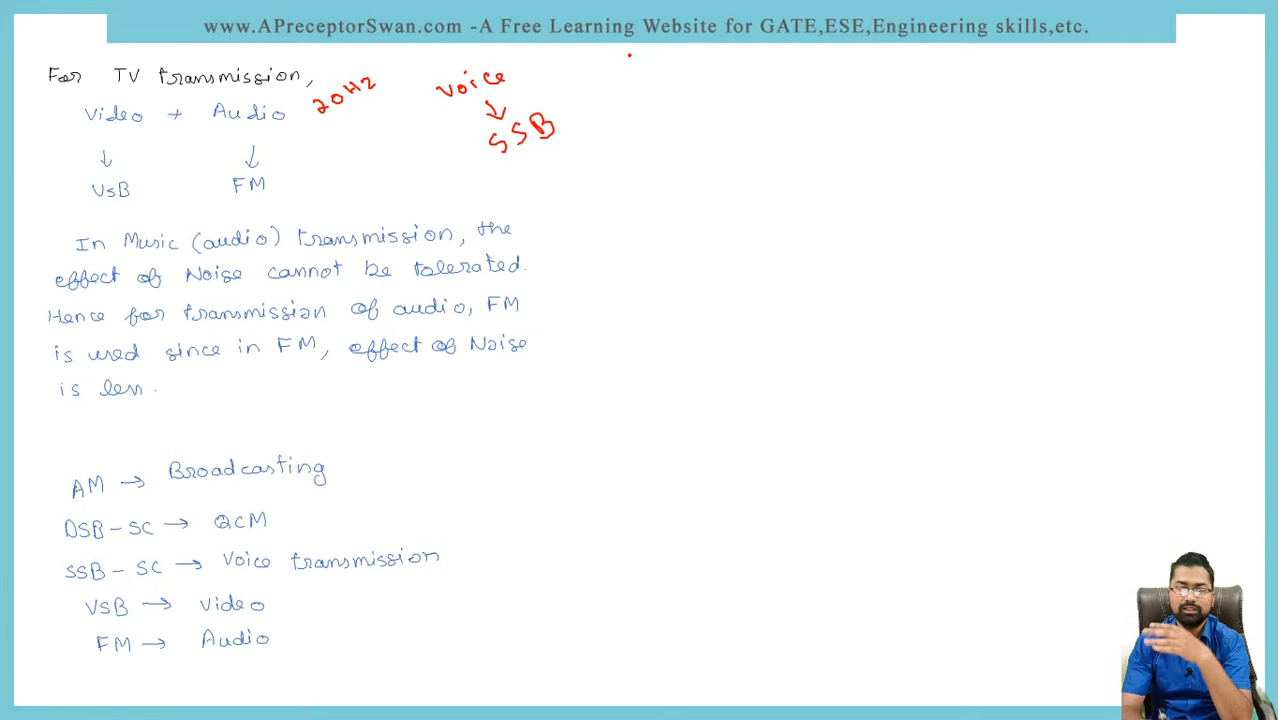 www.APreceptorSwan.com -A Free Learning Website for GATE,ESE,Engineering skills,etc.
For TV transmission,
Video + Audio 20Hz
↓ ↓
VSB FM
Voice
↓
SSB
In Music (audio) transmission, the
effect of Noise cannot be tolerated.
Hence for transmission of audio, FM
is used since in FM, effect of Noise
is less.
AM → Broadcasting
DSB-SC → QCM
SSB-SC → Voice transmission
VSB → Video
FM → Audio